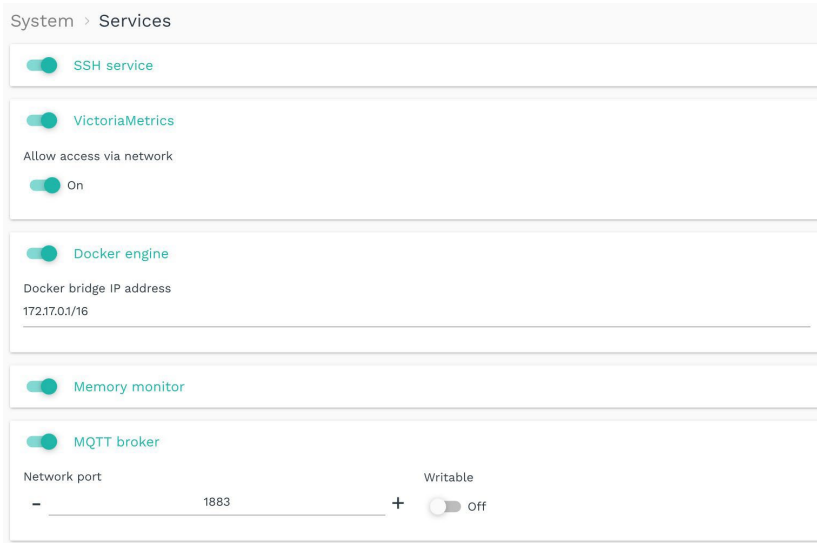 System > Services
SSH service
VictoriaMetrics
Allow access via network
On
Docker engine
Docker bridge IP address
172.17.0.1/16
Memory monitor
MQTT broker
Network port Writable
- 1883 + Off